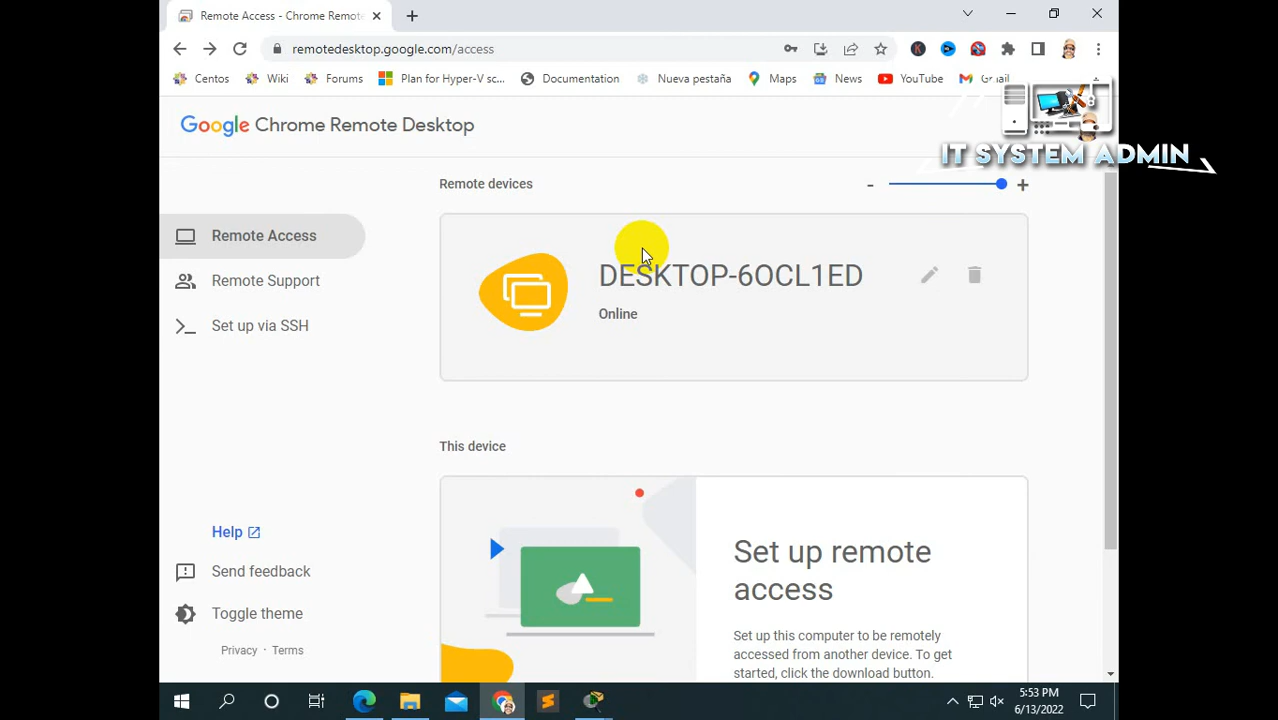 Remote Access - Chrome Remot
remotedesktop.google.com/access
Centos
Wiki
Forums
Plan for Hyper-V sc...
Documentation
Nueva pestaña
Maps
News
YouTube
Gmail
IT SYSTEM ADMIN
Google Chrome Remote Desktop
Remote Access
Remote Support
Set up via SSH
Help
Send feedback
Toggle theme
Privacy · Terms
Remote devices
- +
DESKTOP-6OCL1ED
Online
This device
Set up remote
access
Set up this computer to be remotely
accessed from another device. To get
started, click the download button.
5:53 PM
6/13/2022